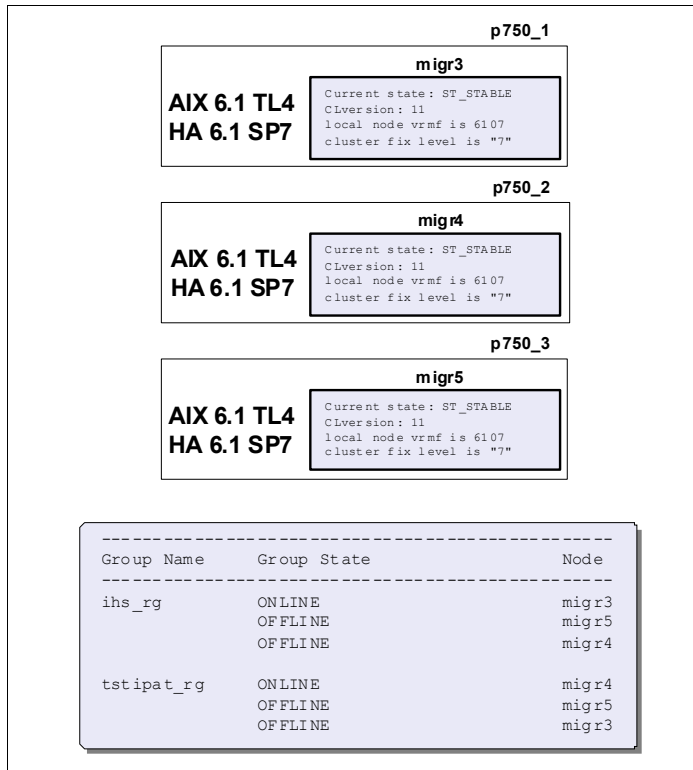 p750_1
migr3
AIX 6.1 TL4
HA 6.1 SP7
Current state: ST_STABLE
CLversion: 11
local node vrmf is 6107
cluster fix level is "7"
p750_2
migr4
AIX 6.1 TL4
HA 6.1 SP7
Current state: ST_STABLE
CLversion: 11
local node vrmf is 6107
cluster fix level is "7"
p750_3
migr5
AIX 6.1 TL4
HA 6.1 SP7
Current state: ST_STABLE
CLversion: 11
local node vrmf is 6107
cluster fix level is "7"
---------------------------------------------------
Group Name Group State Node
---------------------------------------------------
ihs_rg ONLINE migr3
OFFLINE migr5
OFFLINE migr4
tstipat_rg ONLINE migr4
OFFLINE migr5
OFFLINE migr3